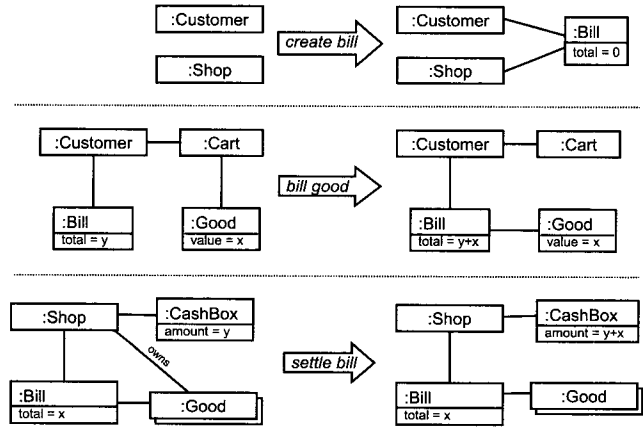 :Customer
:Shop
create bill
:Customer
:Shop
:Bill
total = 0
:Customer
:Cart
:Bill
total = y
:Good
value = x
bill good
:Customer
:Cart
:Bill
total = y+x
:Good
value = x
:Shop
:CashBox
amount = y
owns
:Bill
total = x
:Good
settle bill
:Shop
:CashBox
amount = y+x
:Bill
total = x
:Good